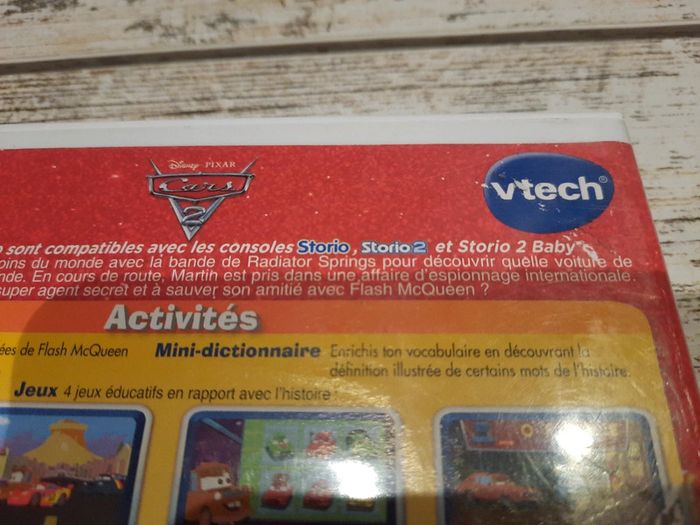 Disney PIXAR
Cars
2
vtech®
sont compatibles avec les consoles Storio, Storio 2 et Storio 2 Baby
oins du monde avec la bande de Radiator Springs pour découvrir quelle voiture de
nde. En cours de route, Martin est pris dans une affaire d'espionnage internationale.
super agent secret et à sauver son amitié avec Flash McQueen ?
Activités
ées de Flash McQueen
Mini-dictionnaire Enrichis ton vocabulaire en découvrant la
définition illustrée de certains mots de l'histoire.
Jeux 4 jeux éducatifs en rapport avec l'histoire :